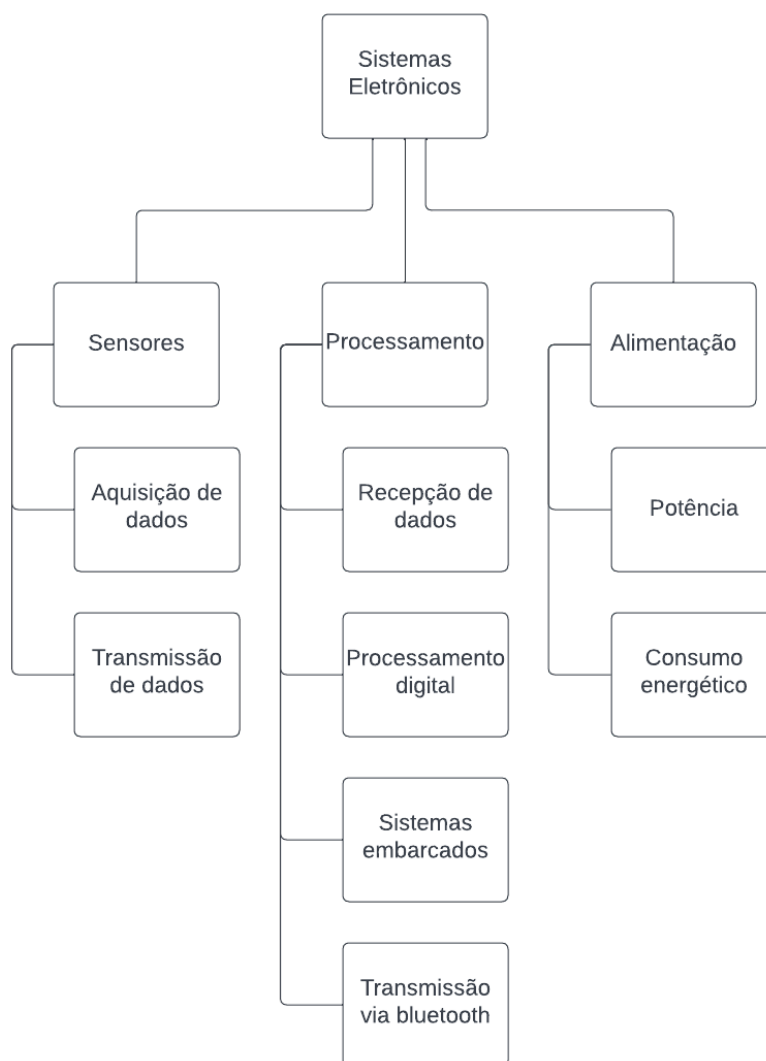 Sistemas
Eletrônicos
Sensores
Aquisição de
dados
Transmissão
de dados
Processamento
Recepção de
dados
Processamento
digital
Sistemas
embarcados
Transmissão
via bluetooth
Alimentação
Potência
Consumo
energético